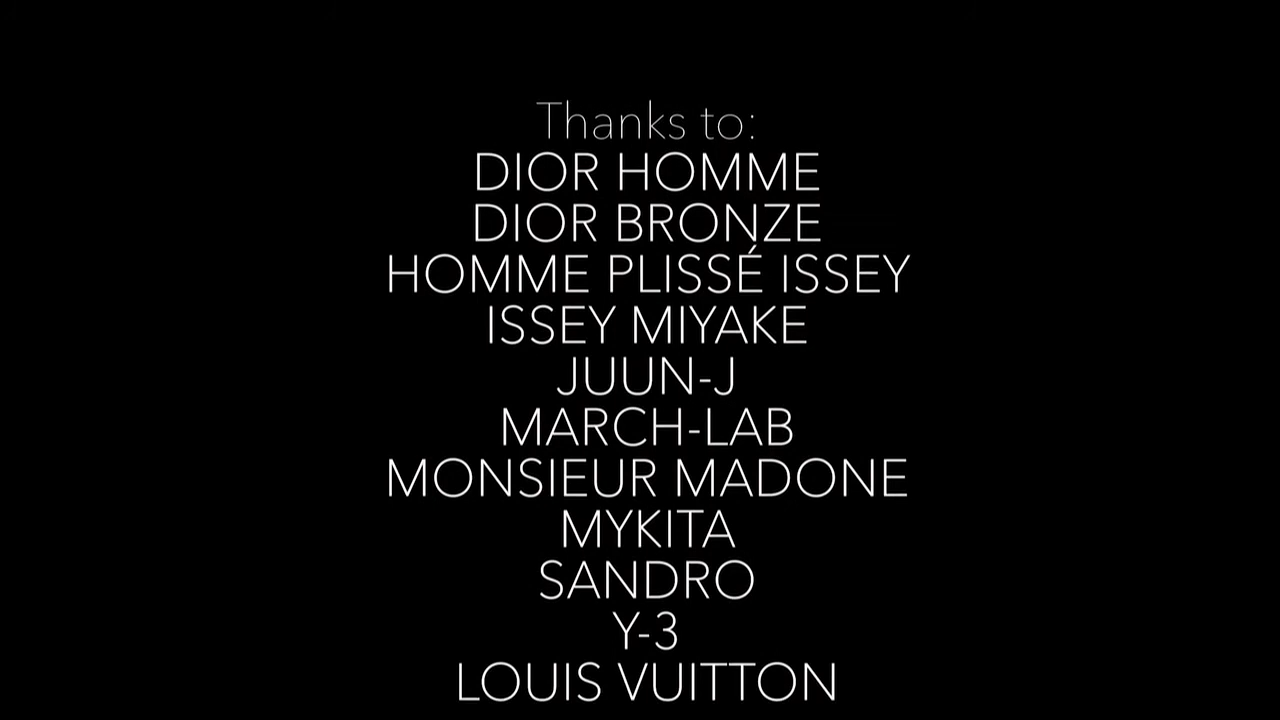 Thanks to:
DIOR HOMME
DIOR BRONZE
HOMME PLISSÉ ISSEY
ISSEY MIYAKE
JUUN-J
MARCH-LAB
MONSIEUR MADONE
MYKITA
SANDRO
Y-3
LOUIS VUITTON